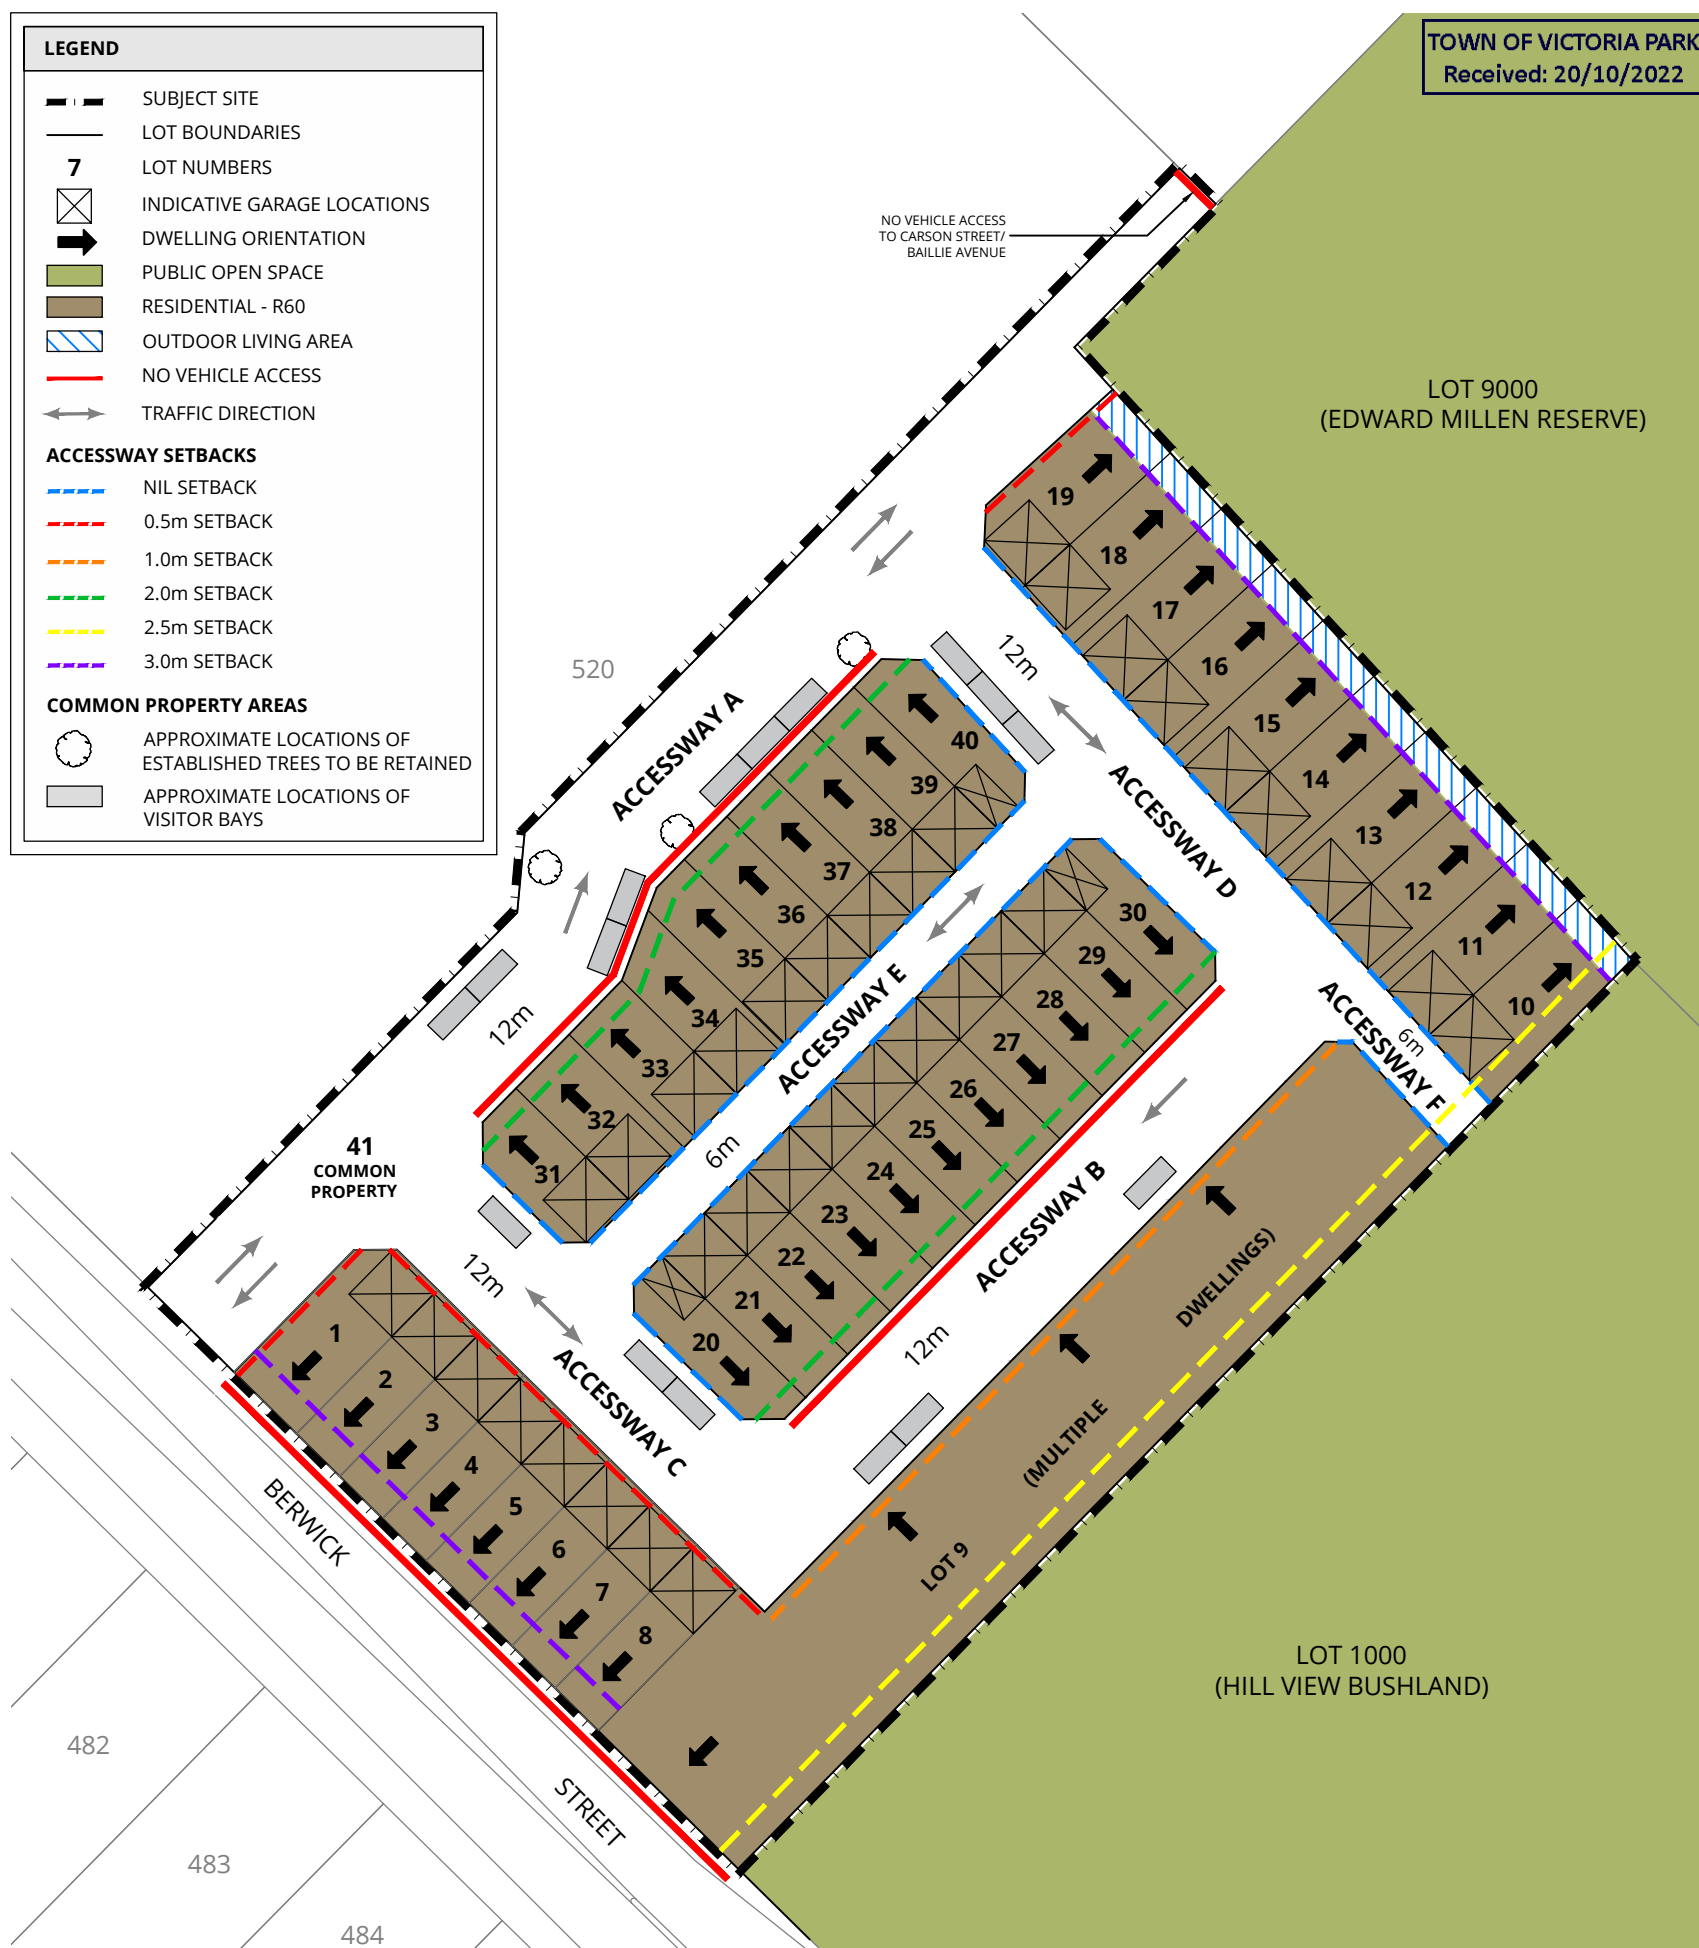 LEGEND
SUBJECT SITE
LOT BOUNDARIES
7
LOT NUMBERS
INDICATIVE GARAGE LOCATIONS
DWELLING ORIENTATION
PUBLIC OPEN SPACE
RESIDENTIAL - R60
OUTDOOR LIVING AREA
NO VEHICLE ACCESS
TRAFFIC DIRECTION
ACCESSWAY SETBACKS
NIL SETBACK
0.5m SETBACK
1.0m SETBACK
2.0m SETBACK
2.5m SETBACK
3.0m SETBACK
COMMON PROPERTY AREAS
APPROXIMATE LOCATIONS OF
ESTABLISHED TREES TO BE RETAINED
APPROXIMATE LOCATIONS OF
VISITOR BAYS
TOWN OF VICTORIA PARK
Received: 20/10/2022
NO VEHICLE ACCESS
TO CARSON STREET/
BAILLIE AVENUE
LOT 9000
(EDWARD MILLEN RESERVE)
19
18
17
16
15
14
13
12
11
10
520
12m
ACCESSWAY A
ACCESSWAY D
40
39
38
37
36
35
34
33
32
31
30
29
28
27
26
25
24
23
22
21
20
ACCESSWAY E
6m
12m
ACCESSWAY F
6m
41
COMMON
PROPERTY
12m
ACCESSWAY C
ACCESSWAY B
12m
1
2
3
4
5
6
7
8
LOT 9
(MULTIPLE
DWELLINGS)
BERWICK
STREET
LOT 1000
(HILL VIEW BUSHLAND)
482
483
484